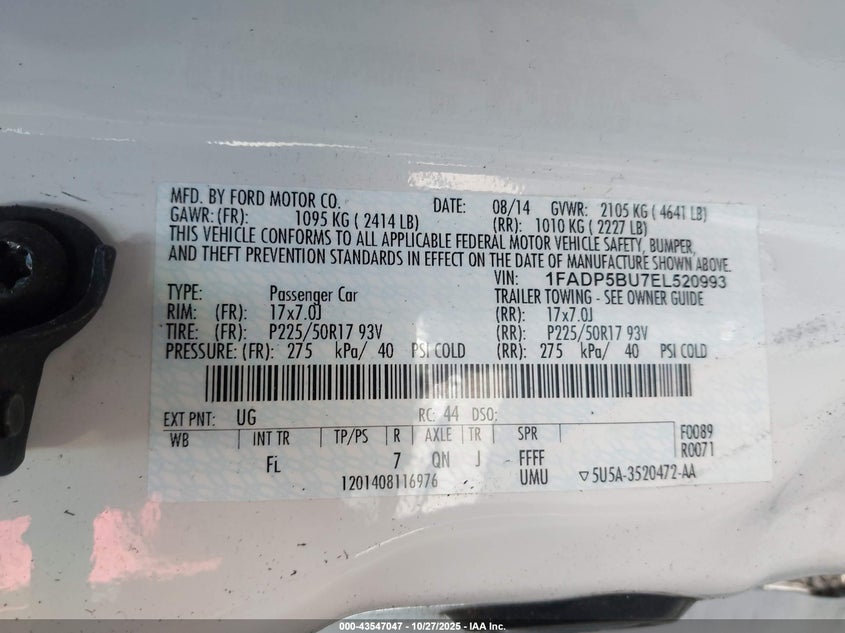 MFD. BY FORD MOTOR CO. DATE: 08/14 GVWR: 2105 KG ( 4641 LB)
GAWR: (FR): 1095 KG ( 2414 LB) (RR): 1010 KG ( 2227 LB)
THIS VEHICLE CONFORMS TO ALL APPLICABLE FEDERAL MOTOR VEHICLE SAFETY, BUMPER,
AND THEFT PREVENTION STANDARDS IN EFFECT ON THE DATE OF MANUFACTURE SHOWN ABOVE.
VIN: 1FADP5BU7EL520993
TYPE: Passenger Car TRAILER TOWING - SEE OWNER GUIDE
RIM: (FR): 17x7.0J (RR): 17x7.0J
TIRE: (FR): P225/50R17 93V (RR): P225/50R17 93V
PRESSURE: (FR): 275 kPa/ 40 PSI COLD (RR): 275 kPa/ 40 PSI COLD
EXT PNT: UG RC: 44 DSO:
WB INT TR TP/PS R AXLE TR SPR F0089
R0071
FL 7 QN J FFFF
1201408116976 UMU ▽5U5A-3520472-AA
000-43547047 - 10/27/2025 - IAA Inc.